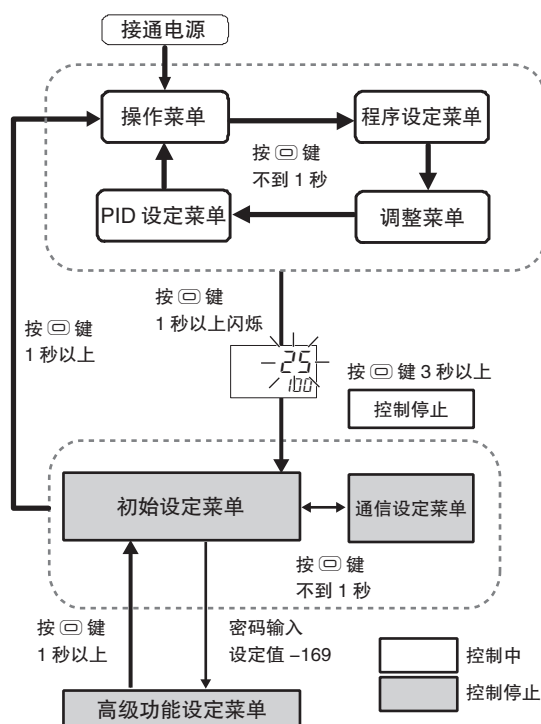 接通电源
操作菜单
程序设定菜单
按 键
不到 1 秒
PID 设定菜单
调整菜单
按 键
1 秒以上闪烁
按 键
1 秒以上
25
100
按 键 3 秒以上
控制停止
初始设定菜单
通信设定菜单
按 键
不到 1 秒
按 键
1 秒以上
密码输入
设定值 –169
控制中
控制停止
高级功能设定菜单